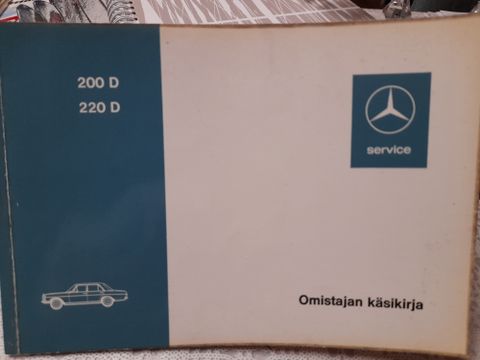 200 D
220 D
service
Omistajan käsikirja